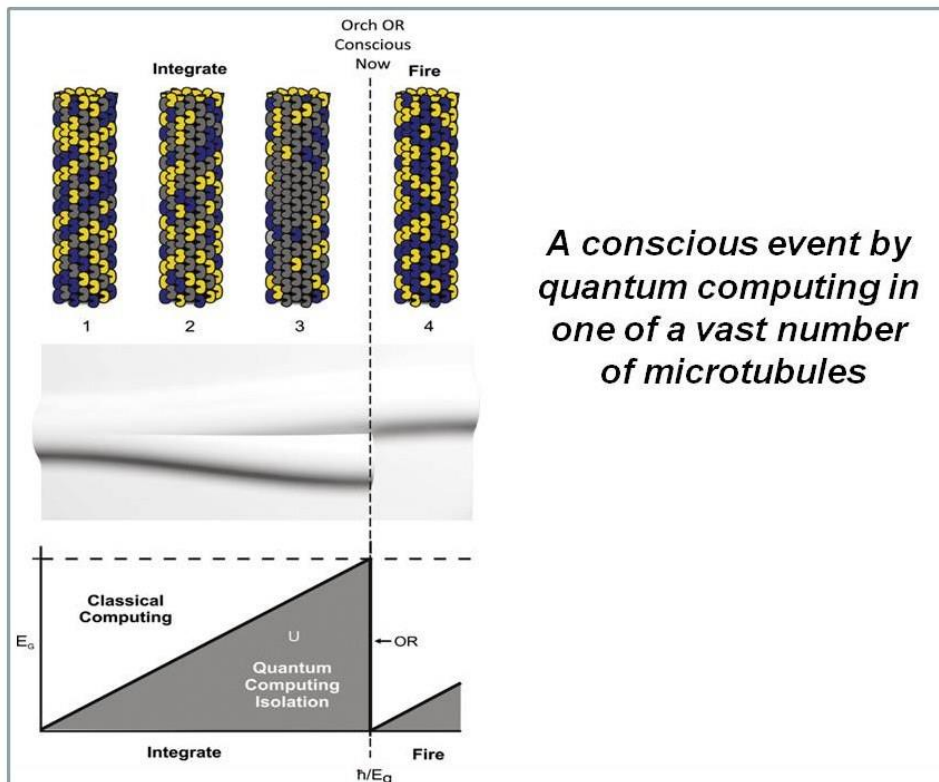 Orch OR
Conscious
Now
Integrate
Fire
1
2
3
4
A conscious event by
quantum computing in
one of a vast number
of microtubules
Classical
Computing
E_G
U
OR
Quantum
Computing
Isolation
Integrate
Fire
ħ/E_G